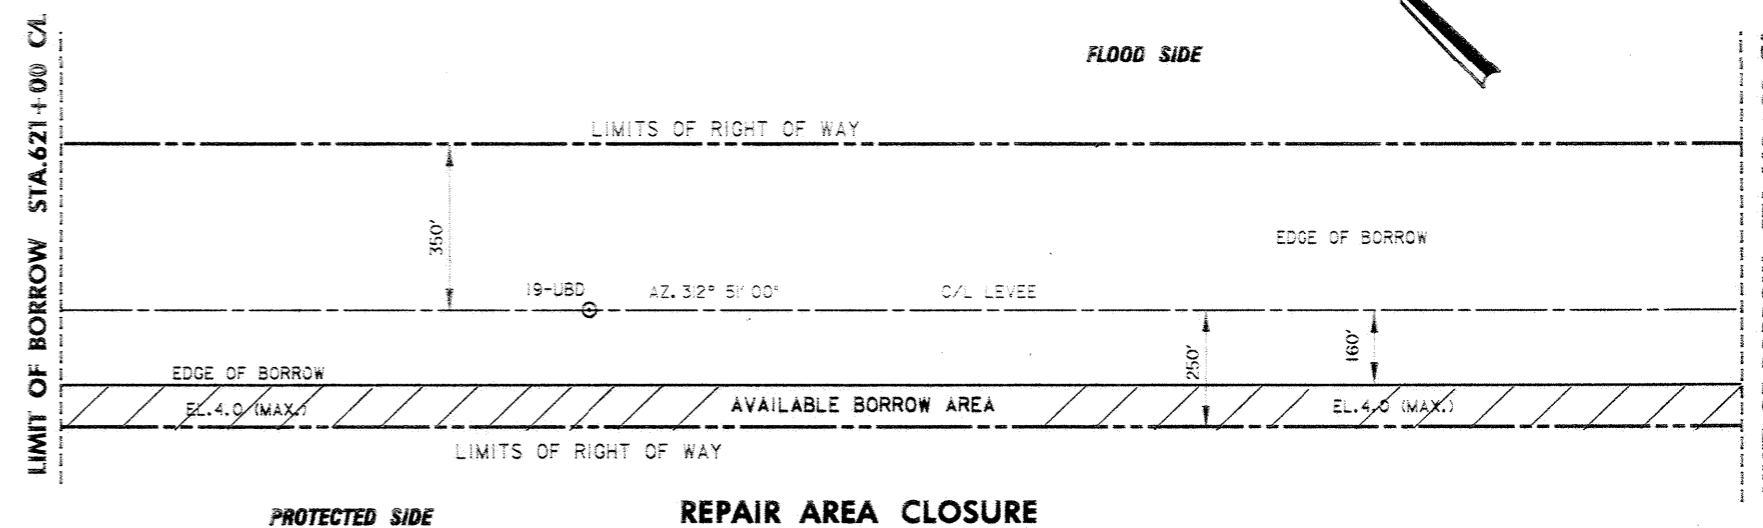 LIMIT OF BORROW STA.621+00 C/L
FLOOD SIDE
LIMITS OF RIGHT OF WAY
350'
EDGE OF BORROW
19-UBD
AZ. 312° 51' 00"
C/L LEVEE
250'
160'
EDGE OF BORROW
EL.4.0 (MAX.)
AVAILABLE BORROW AREA
EL.4.0 (MAX.)
LIMITS OF RIGHT OF WAY
PROTECTED SIDE
REPAIR AREA CLOSURE